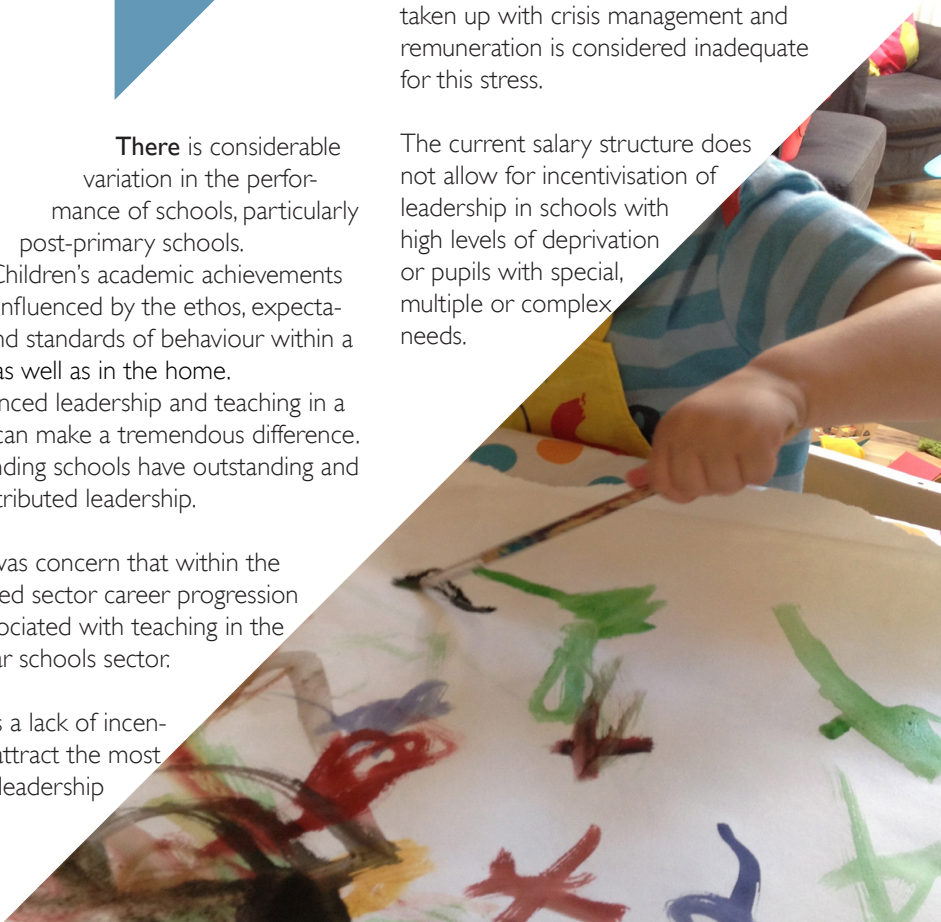 There is considerable
variation in the perfor-
mance of schools, particularly
post-primary schools.
Children’s academic achievements
nfluenced by the ethos, expecta-
nd standards of behaviour within a
as well as in the home.
nced leadership and teaching in a
can make a tremendous difference.
nding schools have outstanding and
tributed leadership.
was concern that within the
ed sector career progression
ociated with teaching in the
ar schools sector.
s a lack of incen-
attract the most
leadership
taken up with crisis management and
remuneration is considered inadequate
for this stress.
The current salary structure does
not allow for incentivisation of
leadership in schools with
high levels of deprivation
or pupils with special,
multiple or complex
needs.